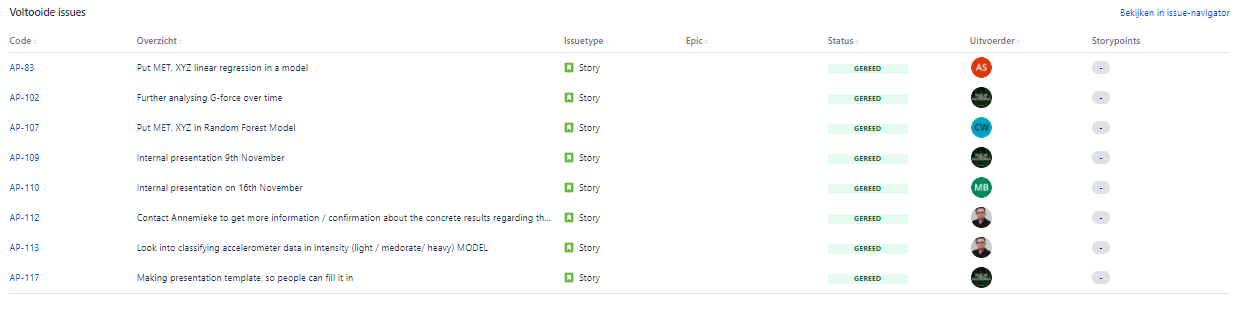 Voltooide issues Bekijken in issue-navigator
Code Overzicht Issuetype Epic Status Uitvoerder Storypoints
AP-83 Put MET, XYZ linear regression in a model Story GEREED AS -
AP-102 Further analysing G-force over time Story GEREED -
AP-107 Put MET, XYZ in Random Forest Model Story GEREED CW -
AP-109 Internal presentation 9th November Story GEREED -
AP-110 Internal presentation on 16th November Story GEREED MB -
AP-112 Contact Annemieke to get more information / confirmation about the concrete results regarding th... Story GEREED -
AP-113 Look into classifying accelerometer data in intensity (light / medorate/ heavy) MODEL Story GEREED -
AP-117 Making presentation template, so people can fill it in Story GEREED -